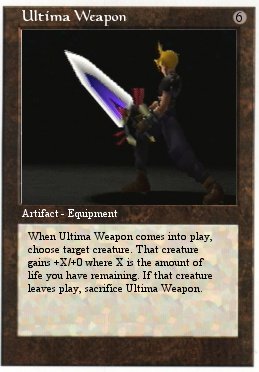 Ultima Weapon 6
Artifact - Equipment
When Ultima Weapon comes into play,
choose target creature. That creature
gains +X/+0 where X is the amount of
life you have remaining. If that creature
leaves play, sacrifice Ultima Weapon.